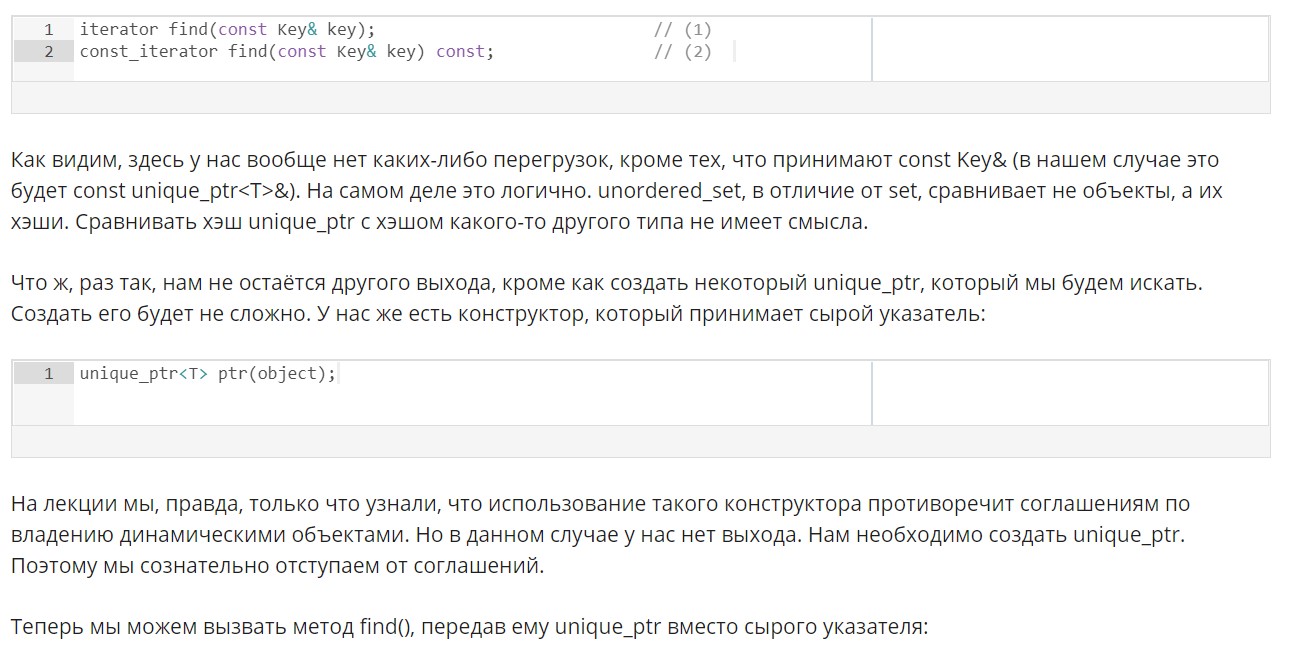 1 iterator find(const Key& key); // (1)
2 const_iterator find(const Key& key) const; // (2)
Как видим, здесь у нас вообще нет каких-либо перегрузок, кроме тех, что принимают const Key& (в нашем случае это
будет const unique_ptr<T>&). На самом деле это логично. unordered_set, в отличие от set, сравнивает не объекты, а их
хэши. Сравнивать хэш unique_ptr с хэшом какого-то другого типа не имеет смысла.
Что ж, раз так, нам не остаётся другого выхода, кроме как создать некоторый unique_ptr, который мы будем искать.
Создать его будет не сложно. У нас же есть конструктор, который принимает сырой указатель:
1 unique_ptr<T> ptr(object);
На лекции мы, правда, только что узнали, что использование такого конструктора противоречит соглашениям по
владению динамическими объектами. Но в данном случае у нас нет выхода. Нам необходимо создать unique_ptr.
Поэтому мы сознательно отступаем от соглашений.
Теперь мы можем вызвать метод find(), передав ему unique_ptr вместо сырого указателя: